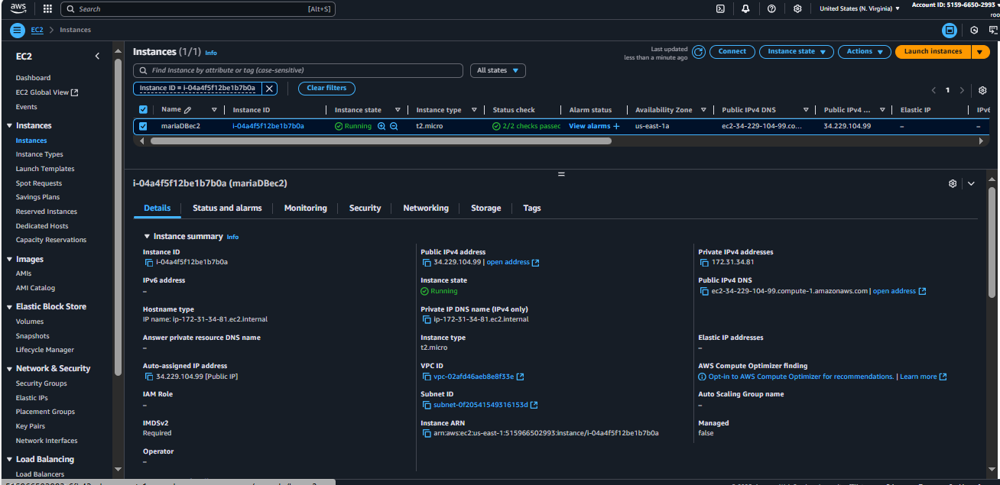 aws Search [Alt+S] United States (N. Virginia) Account ID: 5159-6650-2993
EC2 Instances
EC2
Dashboard
EC2 Global View
Events
Instances
Instances
Instance Types
Launch Templates
Spot Requests
Savings Plans
Reserved Instances
Dedicated Hosts
Capacity Reservations
Images
AMIs
AMI Catalog
Elastic Block Store
Volumes
Snapshots
Lifecycle Manager
Network & Security
Security Groups
Elastic IPs
Placement Groups
Key Pairs
Network Interfaces
Load Balancing
Load Balancers
Instances (1/1) Info
Last updated
less than a minute ago
Connect Instance state Actions Launch instances
Find Instance by attribute or tag (case-sensitive) All states
Instance ID = i-04a4f5f12be1b7b0a Clear filters
1
Name Instance ID Instance state Instance type Status check Alarm status Availability Zone Public IPv4 DNS Public IPv4 ... Elastic IP IPv6
mariaDBec2 i-04a4f5f12be1b7b0a Running t2.micro 2/2 checks passed View alarms + us-east-1a ec2-34-229-104-99.co... 34.229.104.99 – –
i-04a4f5f12be1b7b0a (mariaDBec2)
Details Status and alarms Monitoring Security Networking Storage Tags
Instance summary Info
Instance ID
i-04a4f5f12be1b7b0a
Public IPv4 address
34.229.104.99 | open address
Private IPv4 addresses
172.31.34.81
IPv6 address
–
Instance state
Running
Public IPv4 DNS
ec2-34-229-104-99.compute-1.amazonaws.com | open address
Hostname type
IP name: ip-172-31-34-81.ec2.internal
Private IP DNS name (IPv4 only)
ip-172-31-34-81.ec2.internal
Answer private resource DNS name
–
Instance type
t2.micro
Elastic IP addresses
–
Auto-assigned IP address
34.229.104.99 [Public IP]
VPC ID
vpc-02afd46aeb8e8f33e
AWS Compute Optimizer finding
Opt-in to AWS Compute Optimizer for recommendations. | Learn more
IAM Role
–
Subnet ID
subnet-0f20541549316153d
Auto Scaling Group name
–
IMDSv2
Required
Instance ARN
arn:aws:ec2:us-east-1:515966502993:instance/i-04a4f5f12be1b7b0a
Managed
false
Operator
–